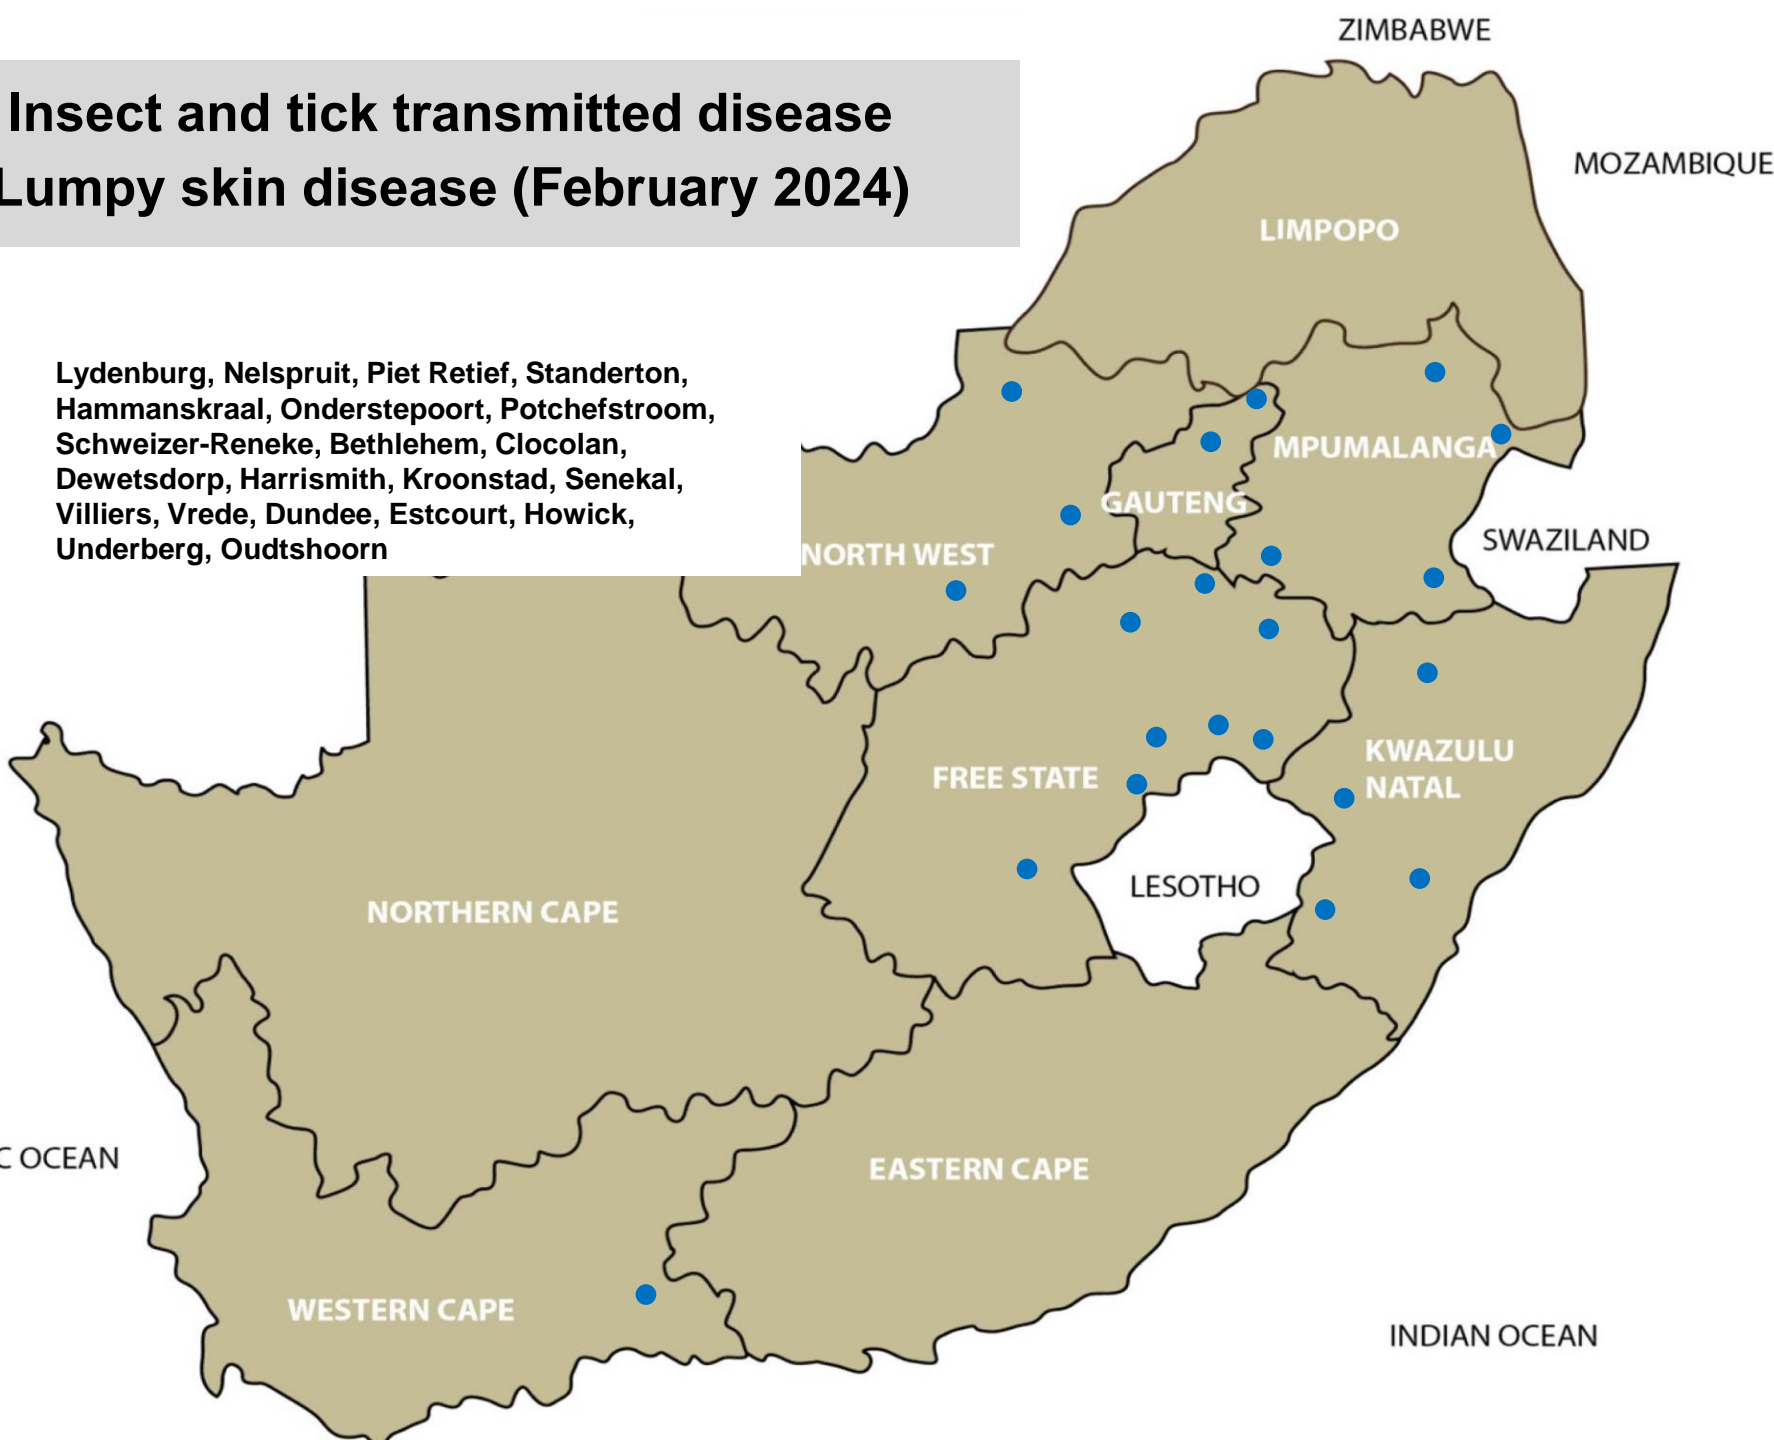 ZIMBABWE
Insect and tick transmitted disease
Lumpy skin disease (February 2024)
MOZAMBIQUE
LIMPOPO
Lydenburg, Nelspruit, Piet Retief, Standerton,
Hammanskraal, Onderstepoort, Potchefstroom,
Schweizer-Reneke, Bethlehem, Clocolan,
Dewetsdorp, Harrismith, Kroonstad, Senekal,
Villiers, Vrede, Dundee, Estcourt, Howick,
Underberg, Oudtshoorn
MPUMALANGA
GAUTENG
SWAZILAND
NORTH WEST
KWAZULU
NATAL
FREE STATE
LESOTHO
NORTHERN CAPE
C OCEAN
EASTERN CAPE
WESTERN CAPE
INDIAN OCEAN